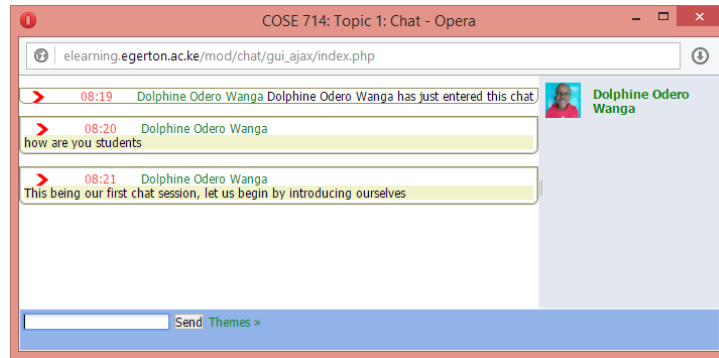 COSE 714: Topic 1: Chat - Opera
elearning.egerton.ac.ke/mod/chat/gui_ajax/index.php
08:19 Dolphine Odero Wanga Dolphine Odero Wanga has just entered this chat
Dolphine Odero
Wanga
08:20 Dolphine Odero Wanga
how are you students
08:21 Dolphine Odero Wanga
This being our first chat session, let us begin by introducing ourselves
Send Themes »